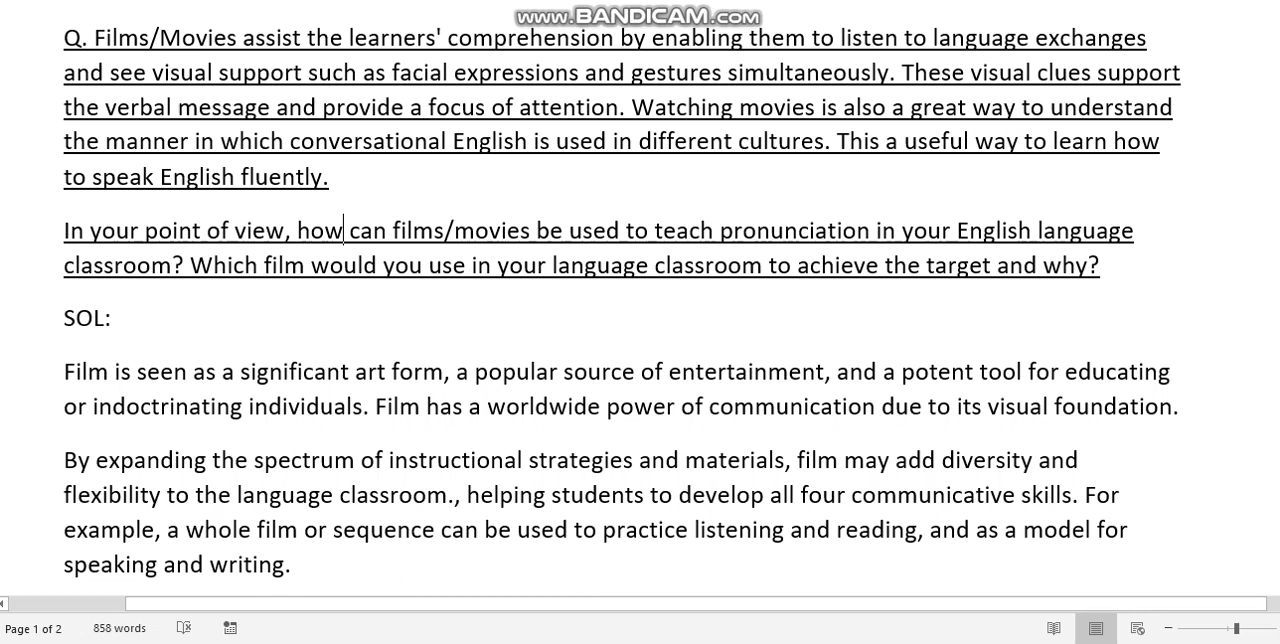 www.BANDICAM.com
Q. Films/Movies assist the learners' comprehension by enabling them to listen to language exchanges
and see visual support such as facial expressions and gestures simultaneously. These visual clues support
the verbal message and provide a focus of attention. Watching movies is also a great way to understand
the manner in which conversational English is used in different cultures. This a useful way to learn how
to speak English fluently.
In your point of view, how can films/movies be used to teach pronunciation in your English language
classroom? Which film would you use in your language classroom to achieve the target and why?
SOL:
Film is seen as a significant art form, a popular source of entertainment, and a potent tool for educating
or indoctrinating individuals. Film has a worldwide power of communication due to its visual foundation.
By expanding the spectrum of instructional strategies and materials, film may add diversity and
flexibility to the language classroom., helping students to develop all four communicative skills. For
example, a whole film or sequence can be used to practice listening and reading, and as a model for
speaking and writing.
Page 1 of 2 858 words